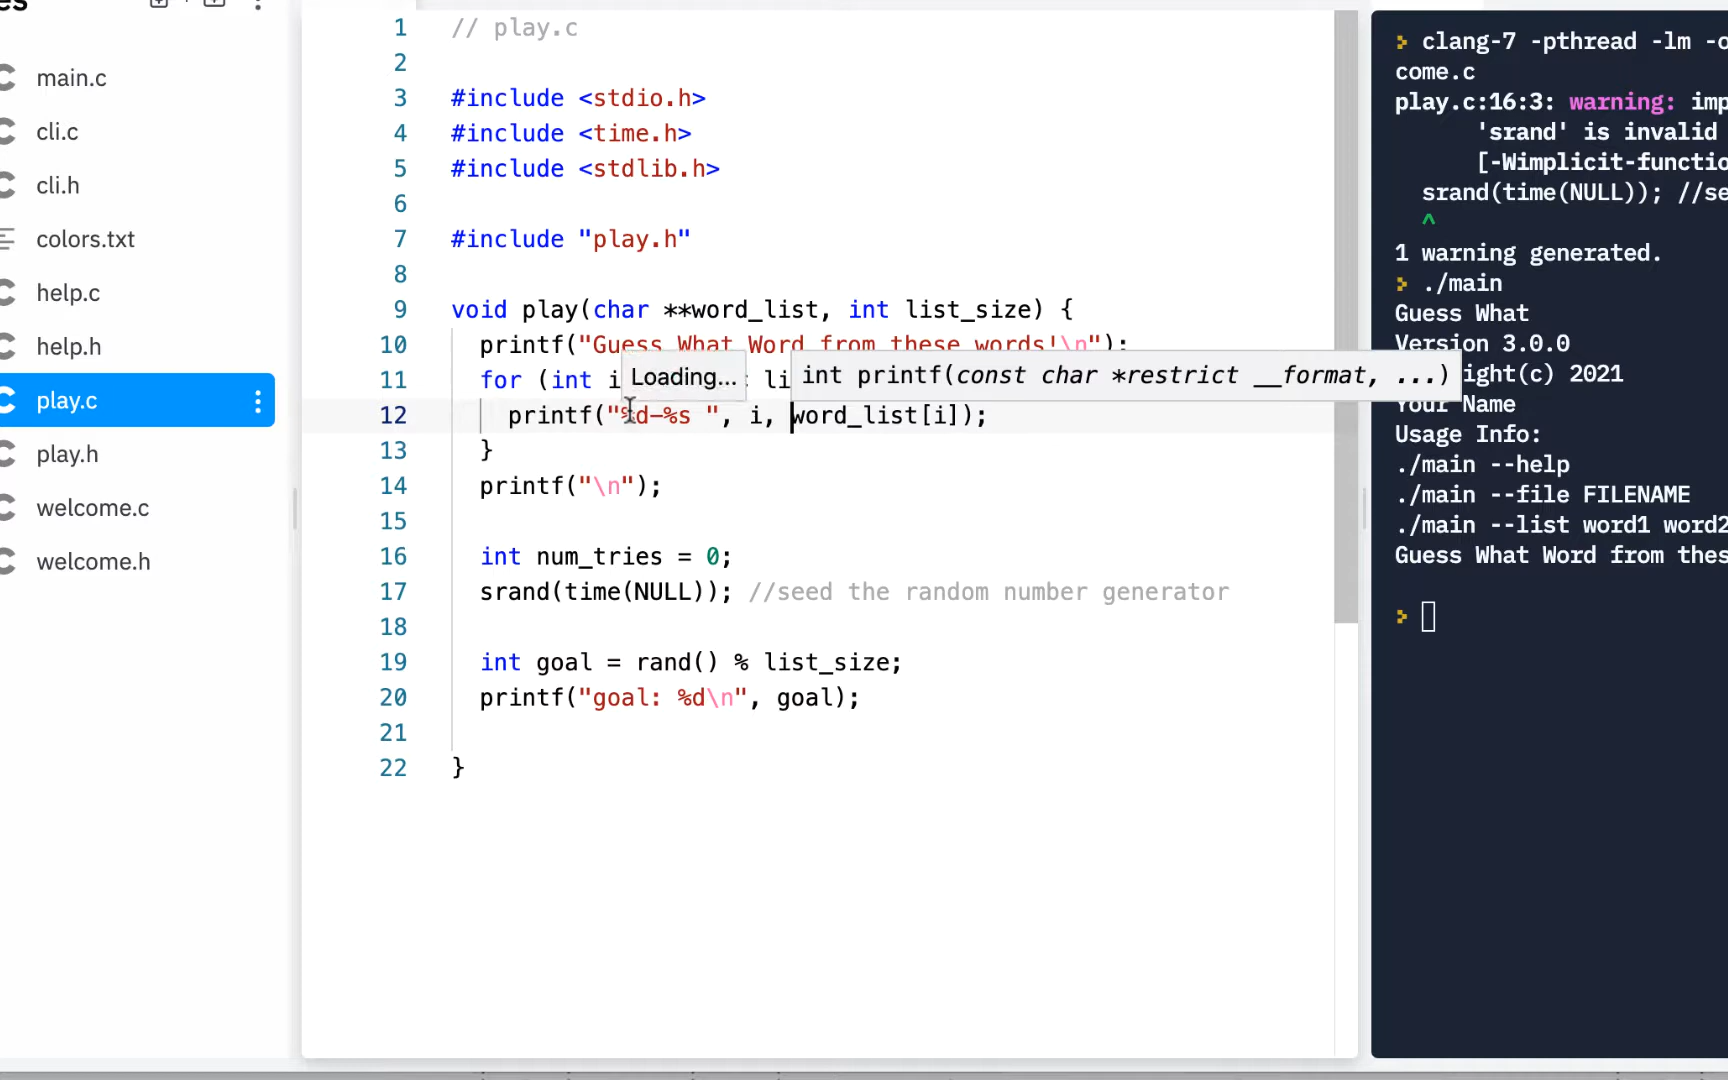 es
main.c
cli.c
cli.h
colors.txt
help.c
help.h
play.c
play.h
welcome.c
welcome.h
1 // play.c
2
3 #include <stdio.h>
4 #include <time.h>
5 #include <stdlib.h>
6
7 #include "play.h"
8
9 void play(char **word_list, int list_size) {
10 printf("Guess What Word from these words!\n");
11 for (int i li
Loading...
int printf(const char *restrict __format, ...)
12 printf("%d-%s ", i, word_list[i]);
13 }
14 printf("\n");
15
16 int num_tries = 0;
17 srand(time(NULL)); //seed the random number generator
18
19 int goal = rand() % list_size;
20 printf("goal: %d\n", goal);
21
22 }
> clang-7 -pthread -lm -o
come.c
play.c:16:3: warning: imp
'srand' is invalid
[-Wimplicit-functio
srand(time(NULL)); //se
^
1 warning generated.
> ./main
Guess What
Version 3.0.0
ight(c) 2021
Your Name
Usage Info:
./main --help
./main --file FILENAME
./main --list word1 word2
Guess What Word from thes
>